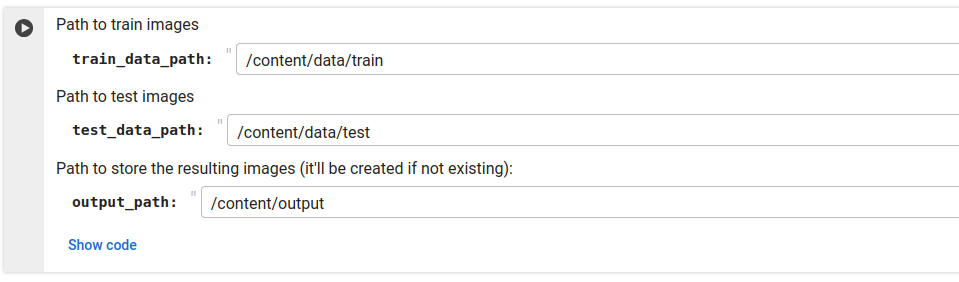 Path to train images
train_data_path: " /content/data/train
Path to test images
test_data_path: " /content/data/test
Path to store the resulting images (it'll be created if not existing):
output_path: " /content/output
Show code